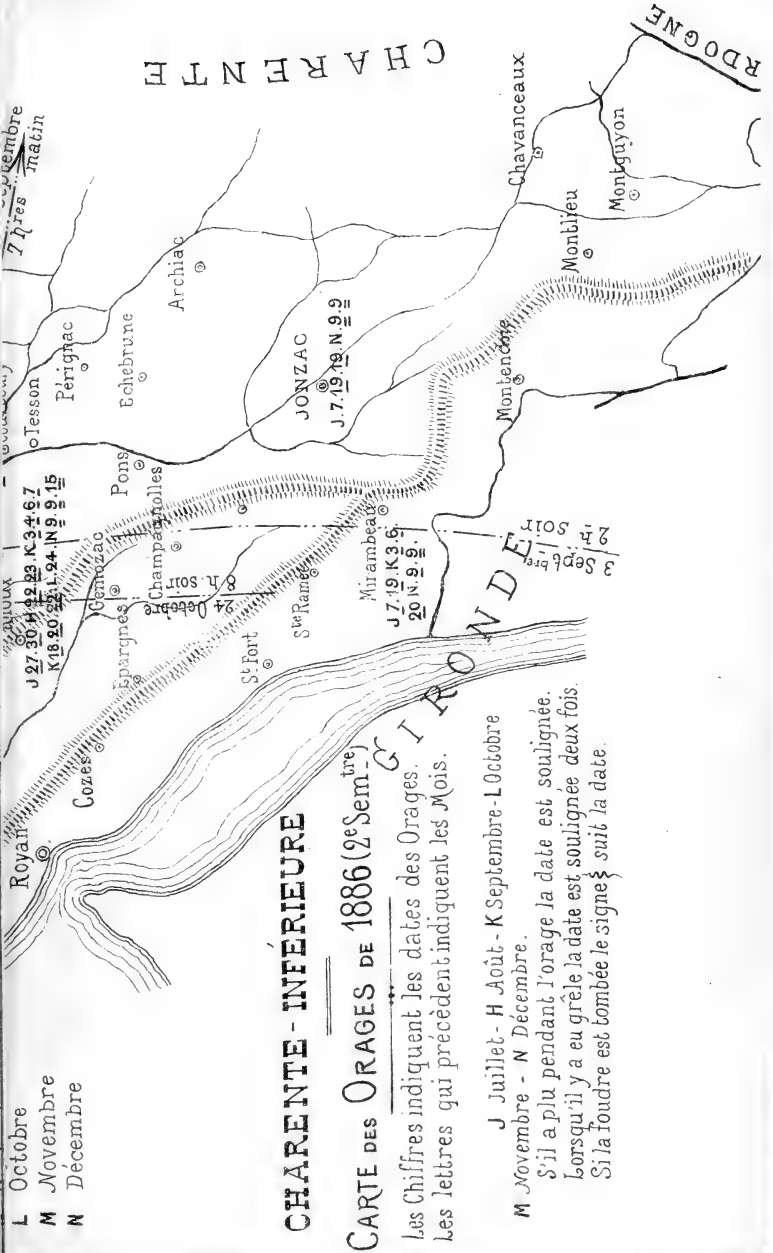 L Octobre
M Novembre
N Décembre
CHARENTE-INFÉRIEURE
CARTE DES ORAGES DE 1886 (2e Semtre)
Les Chiffres indiquent les dates des Orages.
Les lettres qui précèdent indiquent les Mois.
J Juillet - H Août - K Septembre - L Octobre
M Novembre - N Décembre.
S'il a plu pendant l'orage la date est soulignée.
Lorsqu'il y a eu grêle la date est soulignée deux fois.
Si la foudre est tombée le signe suit la date.
Royan
Cozes
Epargnes
Gemozac
J 27.30 H 9.22.23. K 3.4.6.7
K 18.20.22. L.24. N 9.9.15
oTesson
Pérignac
Echebrune
Pons
Champagnolles
24 Octobre
8 h. soir
St Fort
Ste Ramée
Mirambeau
J 7.19. K 3.6.
20 N. 9.9.
JONZAC
J. 7.19.19. N. 9.9
Archiac
7 hres
matin
CHARENTE
Chavanceaux
Montguyon
Montlieu
Montendre
3 Septbre
2 h. SOIR
GIRONDE
RDOGNE